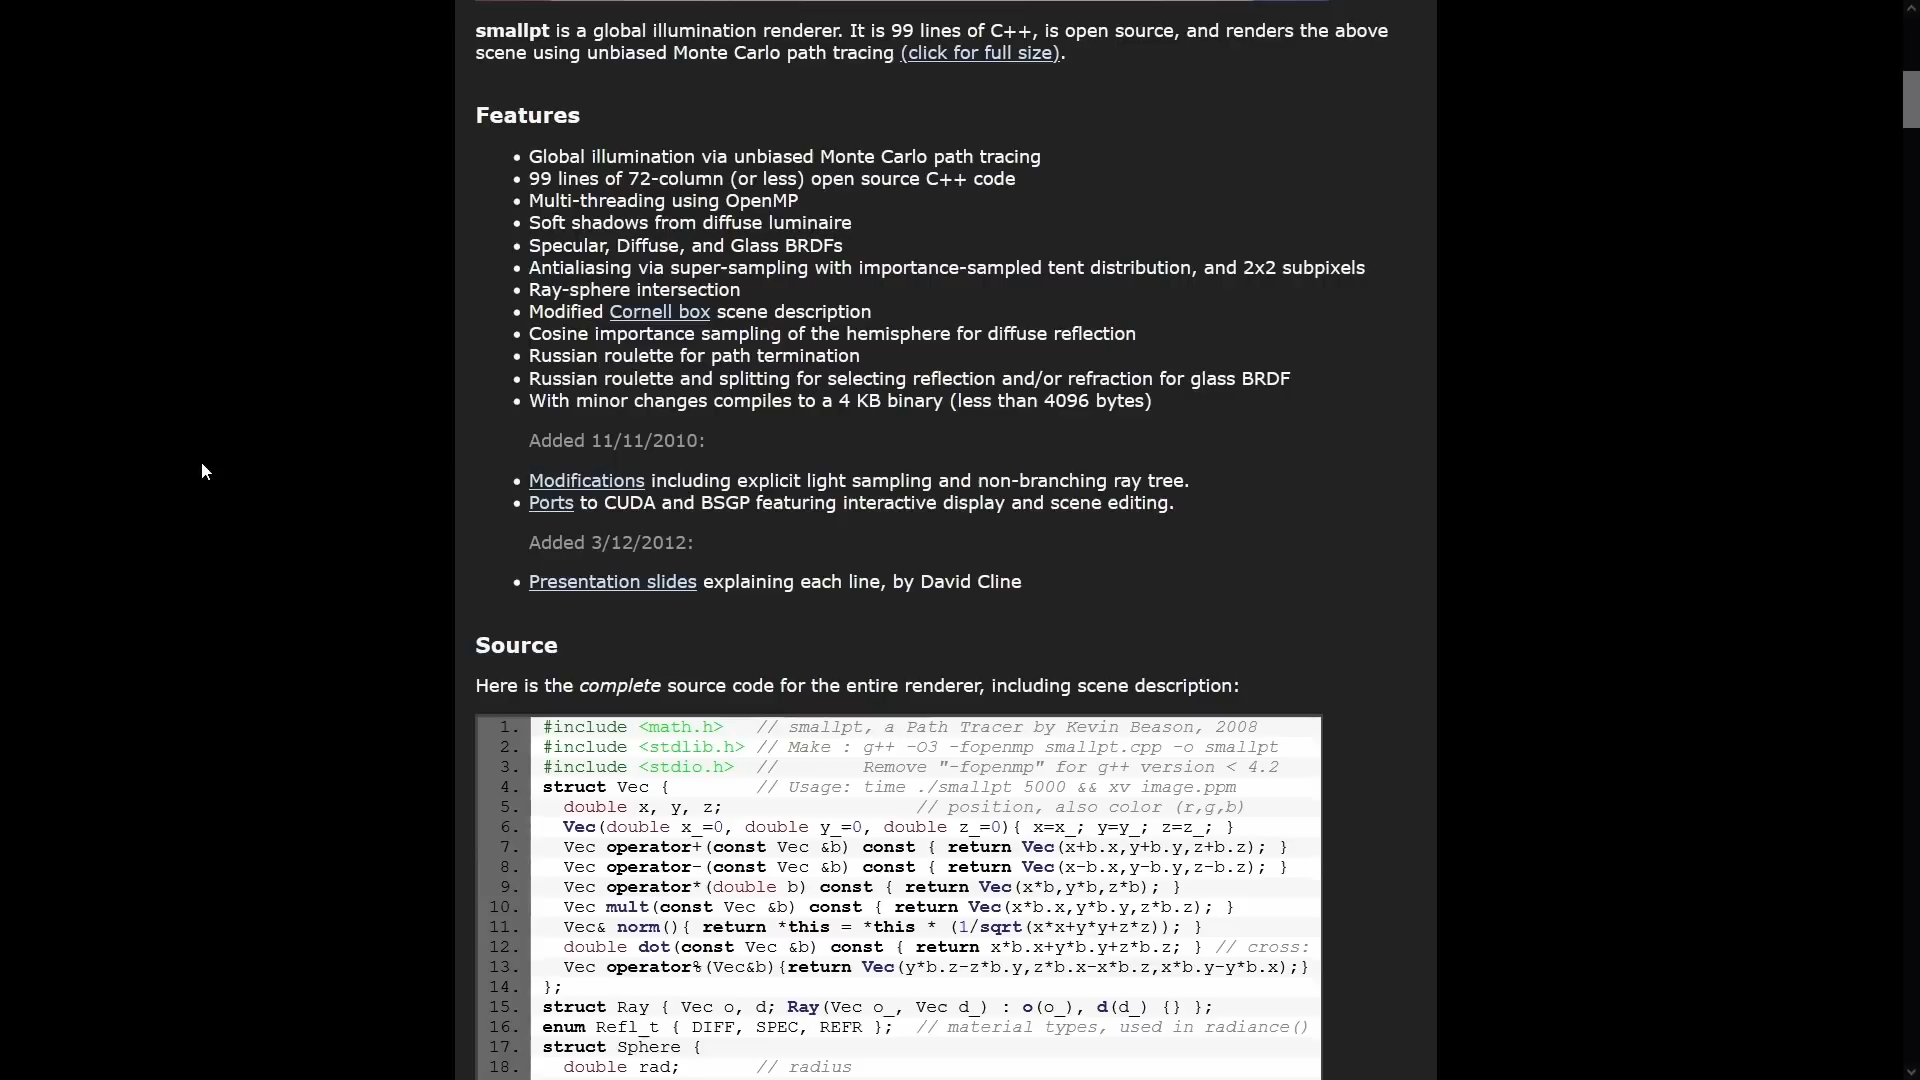 smallpt is a global illumination renderer. It is 99 lines of C++, is open source, and renders the above
scene using unbiased Monte Carlo path tracing (click for full size).
Features
• Global illumination via unbiased Monte Carlo path tracing
• 99 lines of 72-column (or less) open source C++ code
• Multi-threading using OpenMP
• Soft shadows from diffuse luminaire
• Specular, Diffuse, and Glass BRDFs
• Antialiasing via super-sampling with importance-sampled tent distribution, and 2x2 subpixels
• Ray-sphere intersection
• Modified Cornell box scene description
• Cosine importance sampling of the hemisphere for diffuse reflection
• Russian roulette for path termination
• Russian roulette and splitting for selecting reflection and/or refraction for glass BRDF
• With minor changes compiles to a 4 KB binary (less than 4096 bytes)
Added 11/11/2010:
• Modifications including explicit light sampling and non-branching ray tree.
• Ports to CUDA and BSGP featuring interactive display and scene editing.
Added 3/12/2012:
• Presentation slides explaining each line, by David Cline
Source
Here is the complete source code for the entire renderer, including scene description:
1. #include <math.h>   // smallpt, a Path Tracer by Kevin Beason, 2008
2. #include <stdlib.h> // Make : g++ -O3 -fopenmp smallpt.cpp -o smallpt
3. #include <stdio.h>  //        Remove "-fopenmp" for g++ version < 4.2
4. struct Vec {        // Usage: time ./smallpt 5000 && xv image.ppm
5.   double x, y, z;                  // position, also color (r,g,b)
6.   Vec(double x_=0, double y_=0, double z_=0){ x=x_; y=y_; z=z_; }
7.   Vec operator+(const Vec &b) const { return Vec(x+b.x,y+b.y,z+b.z); }
8.   Vec operator-(const Vec &b) const { return Vec(x-b.x,y-b.y,z-b.z); }
9.   Vec operator*(double b) const { return Vec(x*b,y*b,z*b); }
10.   Vec mult(const Vec &b) const { return Vec(x*b.x,y*b.y,z*b.z); }
11.   Vec& norm(){ return *this = *this * (1/sqrt(x*x+y*y+z*z)); }
12.   double dot(const Vec &b) const { return x*b.x+y*b.y+z*b.z; } // cross:
13.   Vec operator%(Vec&b){return Vec(y*b.z-z*b.y,z*b.x-x*b.z,x*b.y-y*b.x);}
14. };
15. struct Ray { Vec o, d; Ray(Vec o_, Vec d_) : o(o_), d(d_) {} };
16. enum Refl_t { DIFF, SPEC, REFR };  // material types, used in radiance()
17. struct Sphere {
18.   double rad;       // radius